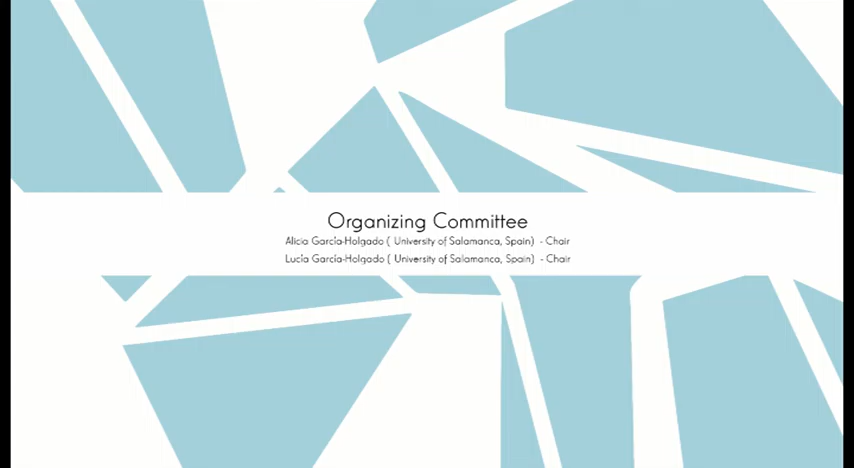 Organizing Committee
Alicia García-Holgado ( University of Salamanca, Spain) - Chair
Lucía García-Holgado ( University of Salamanca, Spain) - Chair